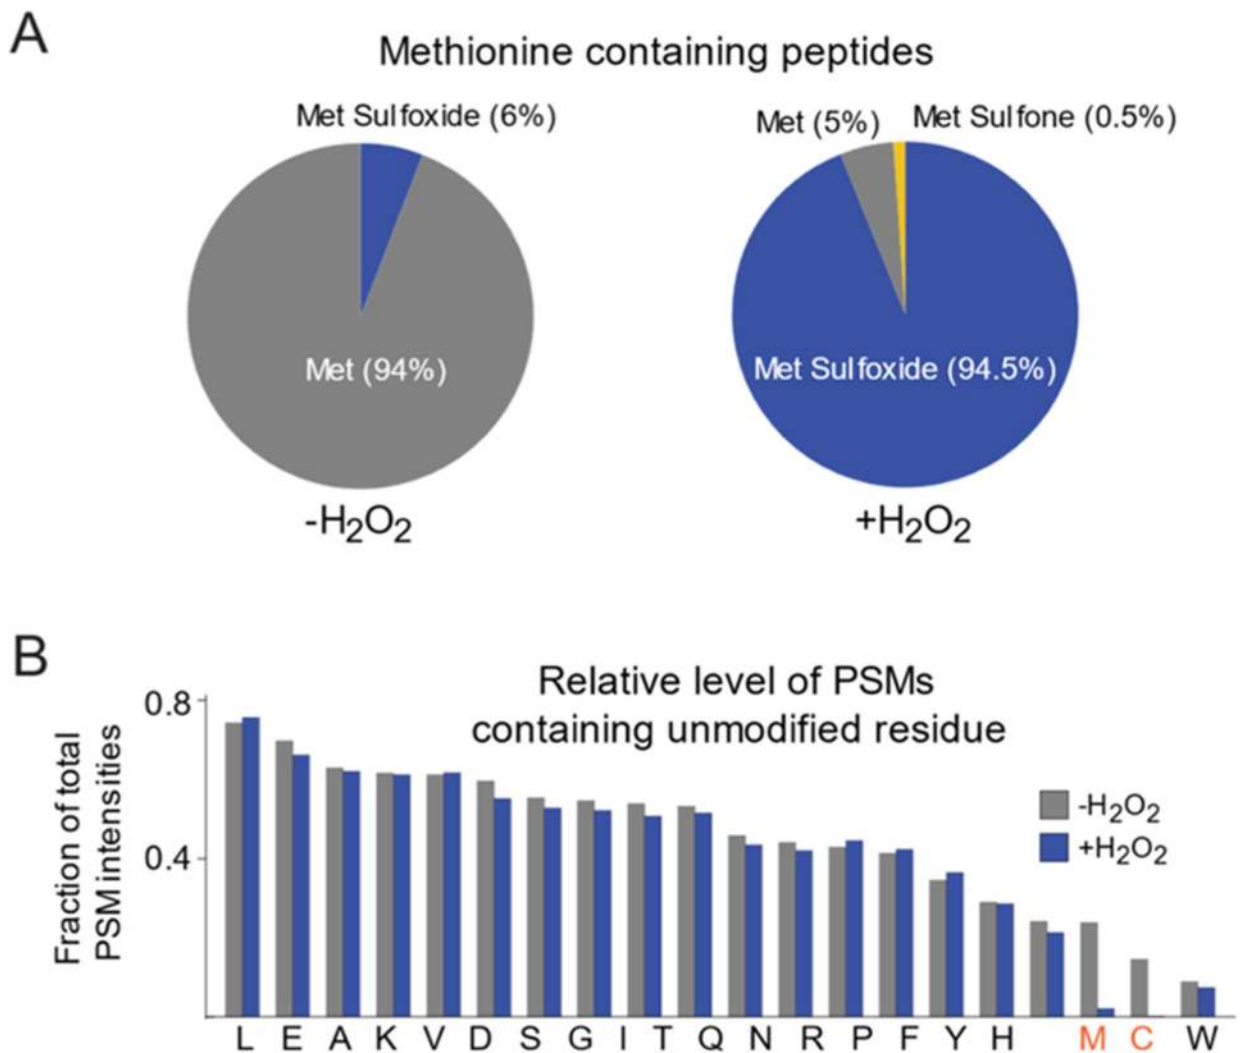 A
Methionine containing peptides
Met Sulfoxide (6%)
Met (5%)
Met Sulfone (0.5%)
Met (94%)
Met Sulfoxide (94.5%)
-H₂O₂
+H₂O₂
B
Relative level of PSMs
containing unmodified residue
Fraction of total
PSM intensities
0.8
0.4
-H₂O₂
+H₂O₂
L E A K V D S G I T Q N R P F Y H M C W